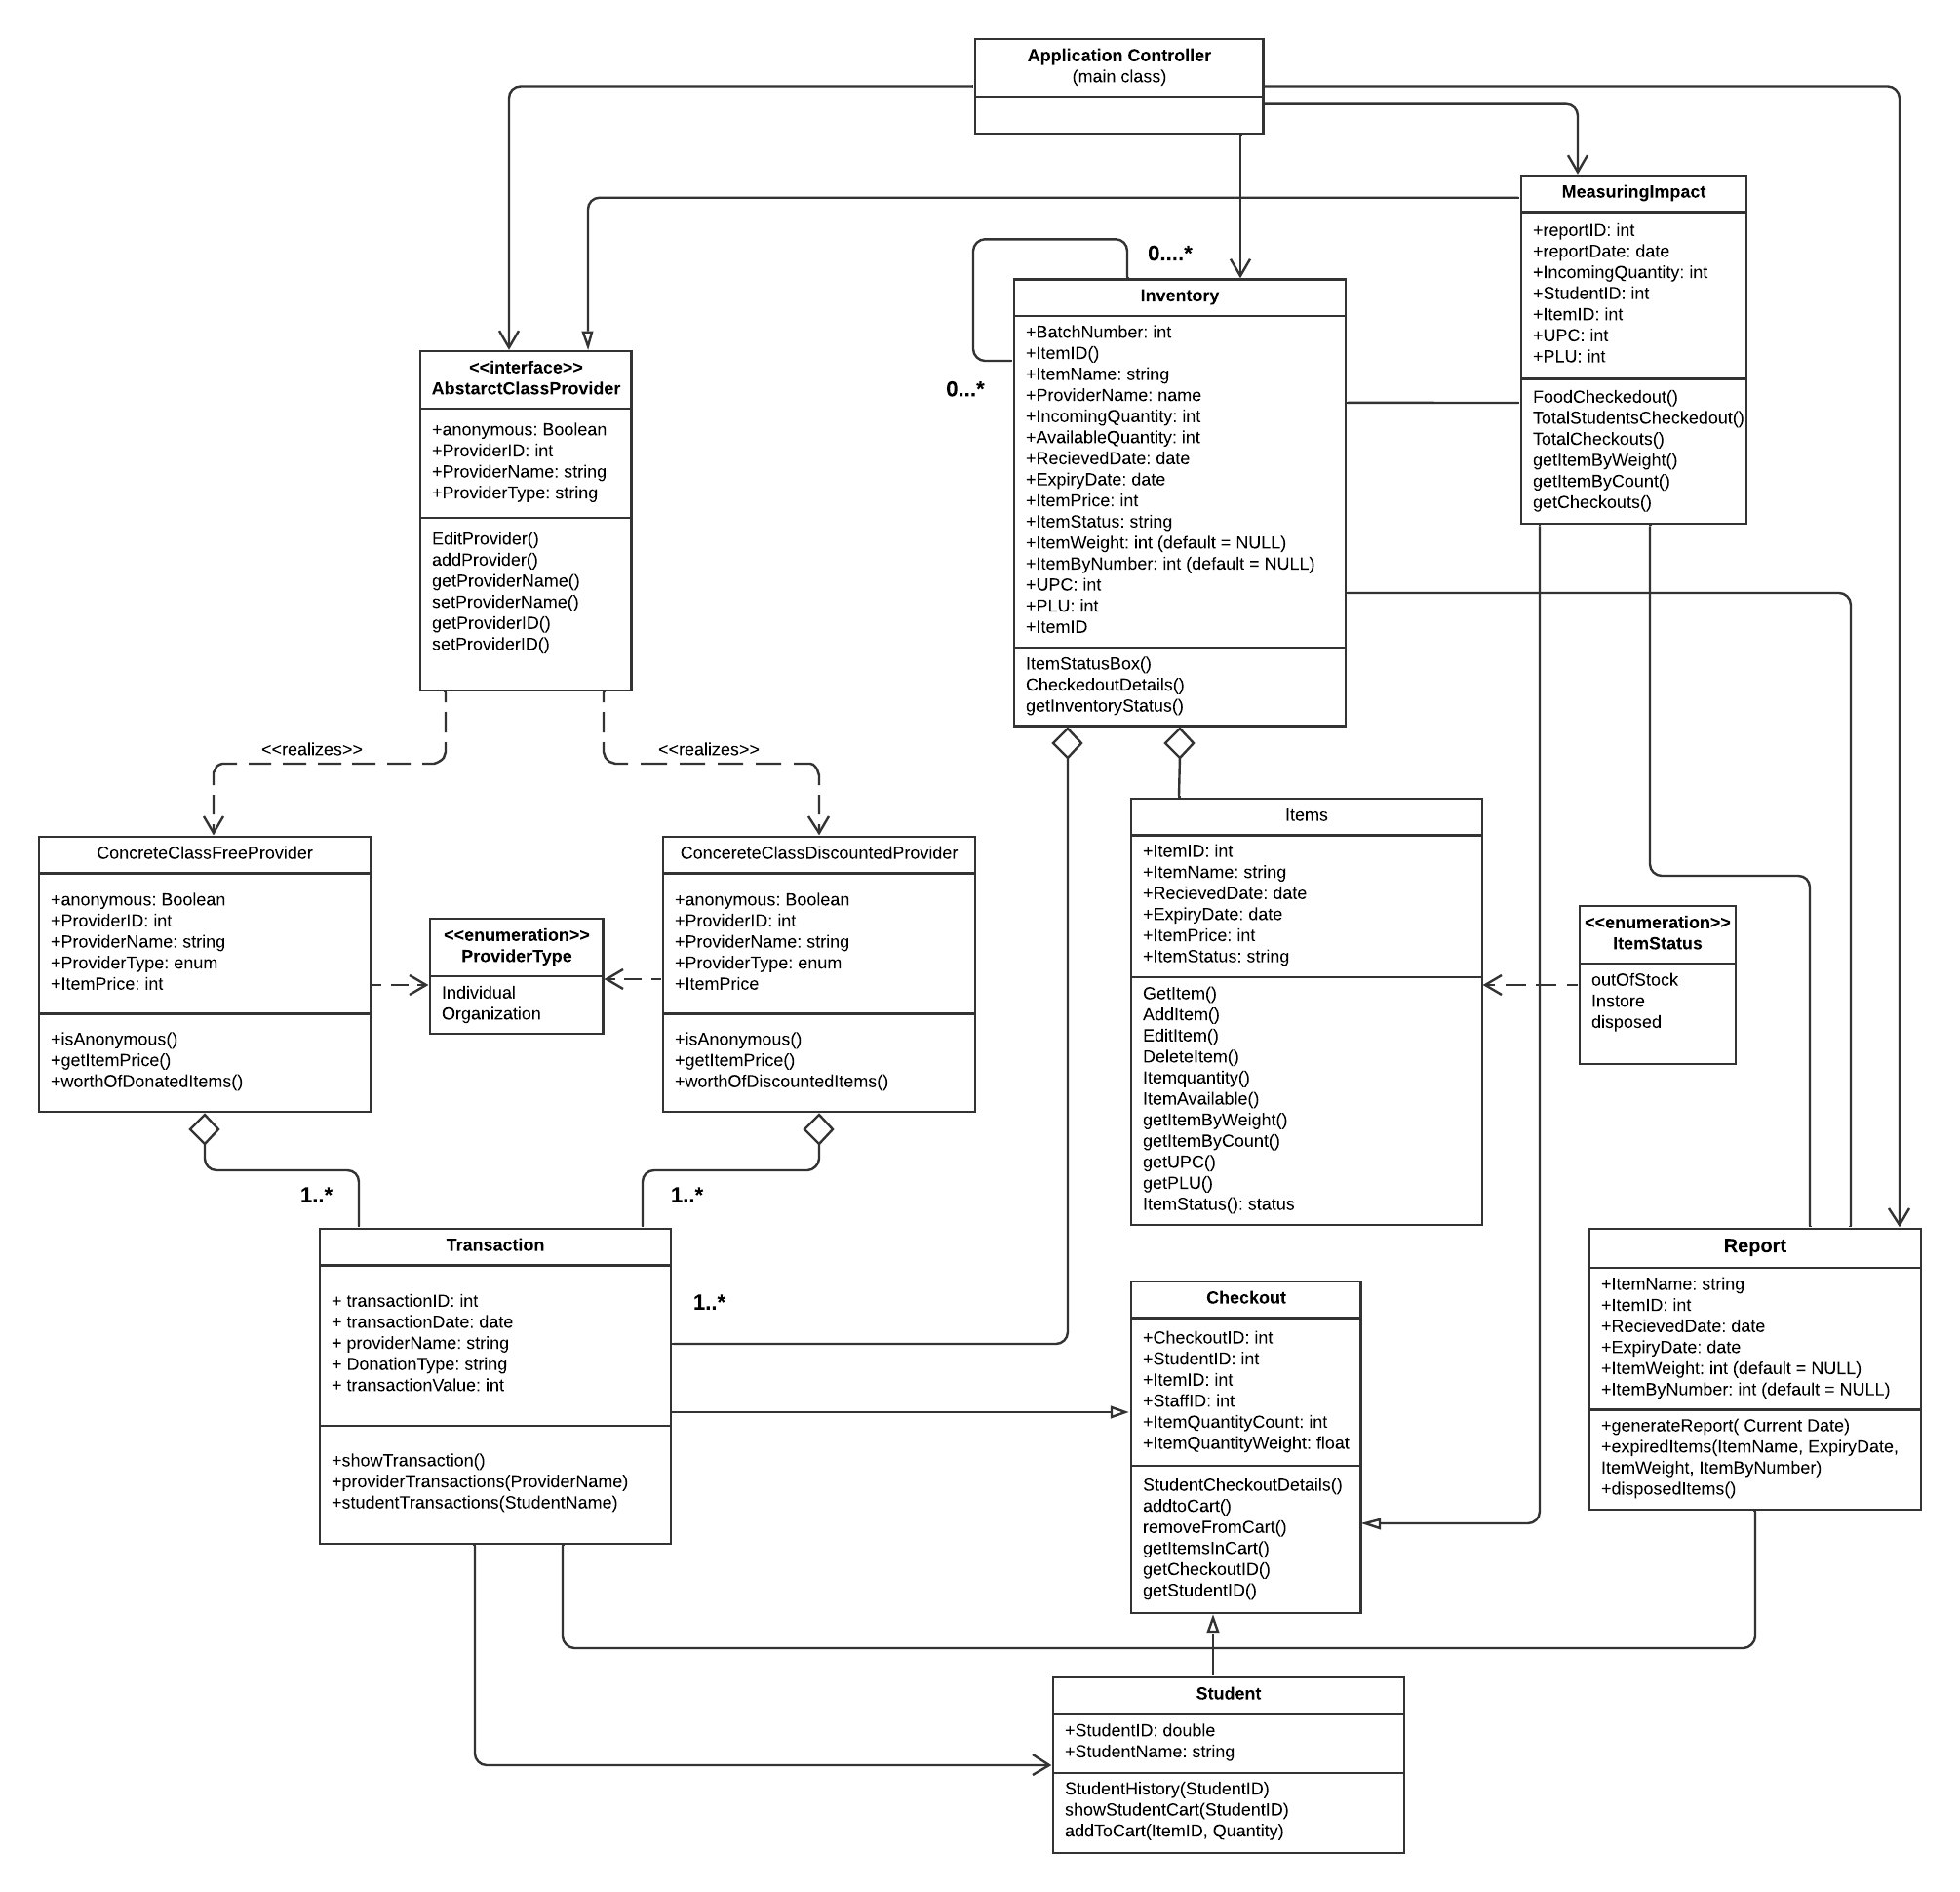 Application Controller
(main class)
MeasuringImpact
+reportID: int
+reportDate: date
+IncomingQuantity: int
+StudentID: int
+ItemID: int
+UPC: int
+PLU: int
FoodCheckedout()
TotalStudentsCheckedout()
TotalCheckouts()
getItemByWeight()
getItemByCount()
getCheckouts()
0....*
0...*
Inventory
+BatchNumber: int
+ItemID()
+ItemName: string
+ProviderName: name
+IncomingQuantity: int
+AvailableQuantity: int
+RecievedDate: date
+ExpiryDate: date
+ItemPrice: int
+ItemStatus: string
+ItemWeight: int (default = NULL)
+ItemByNumber: int (default = NULL)
+UPC: int
+PLU: int
+ItemID
ItemStatusBox()
CheckedoutDetails()
getInventoryStatus()
<<interface>>
AbstarctClassProvider
+anonymous: Boolean
+ProviderID: int
+ProviderName: string
+ProviderType: string
EditProvider()
addProvider()
getProviderName()
setProviderName()
getProviderID()
setProviderID()
<<realizes>>
<<realizes>>
ConcreteClassFreeProvider
+anonymous: Boolean
+ProviderID: int
+ProviderName: string
+ProviderType: enum
+ItemPrice: int
+isAnonymous()
+getItemPrice()
+worthOfDonatedItems()
<<enumeration>>
ProviderType
Individual
Organization
ConcereteClassDiscountedProvider
+anonymous: Boolean
+ProviderID: int
+ProviderName: string
+ProviderType: enum
+ItemPrice
+isAnonymous()
+getItemPrice()
+worthOfDiscountedItems()
Items
+ItemID: int
+ItemName: string
+RecievedDate: date
+ExpiryDate: date
+ItemPrice: int
+ItemStatus: string
GetItem()
AddItem()
EditItem()
DeleteItem()
Itemquantity()
ItemAvailable()
getItemByWeight()
getItemByCount()
getUPC()
getPLU()
ItemStatus(): status
<<enumeration>>
ItemStatus
outOfStock
Instore
disposed
1..*
1..*
1..*
Transaction
+ transactionID: int
+ transactionDate: date
+ providerName: string
+ DonationType: string
+ transactionValue: int
+showTransaction()
+providerTransactions(ProviderName)
+studentTransactions(StudentName)
Checkout
+CheckoutID: int
+StudentID: int
+ItemID: int
+StaffID: int
+ItemQuantityCount: int
+ItemQuantityWeight: float
StudentCheckoutDetails()
addtoCart()
removeFromCart()
getItemsInCart()
getCheckoutID()
getStudentID()
Report
+ItemName: string
+ItemID: int
+RecievedDate: date
+ExpiryDate: date
+ItemWeight: int (default = NULL)
+ItemByNumber: int (default = NULL)
+generateReport( Current Date)
+expiredItems(ItemName, ExpiryDate,
ItemWeight, ItemByNumber)
+disposedItems()
Student
+StudentID: double
+StudentName: string
StudentHistory(StudentID)
showStudentCart(StudentID)
addToCart(ItemID, Quantity)